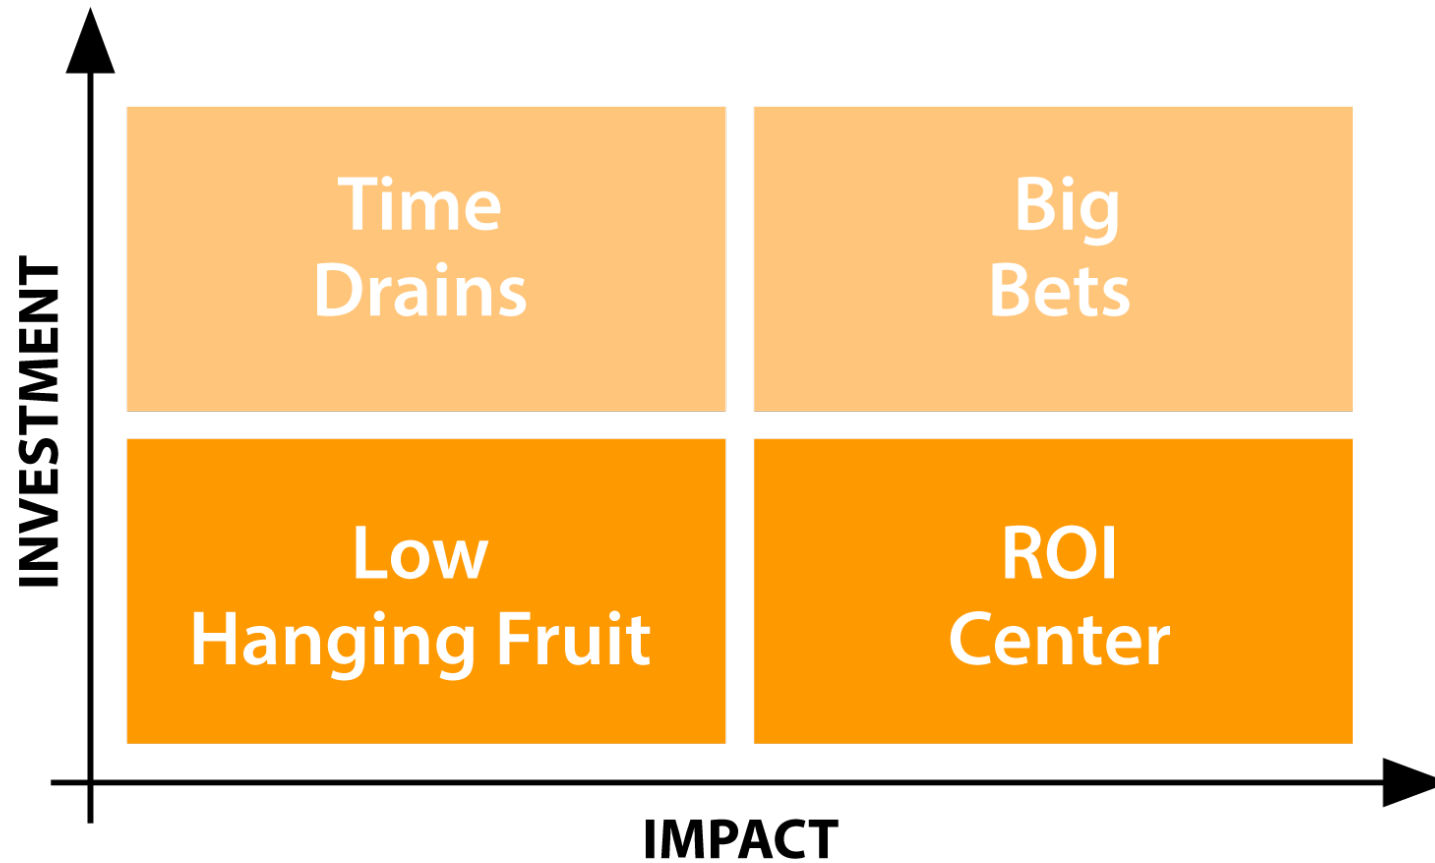 Time
Drains
Big
Bets
INVESTMENT
Low
Hanging Fruit
ROI
Center
IMPACT